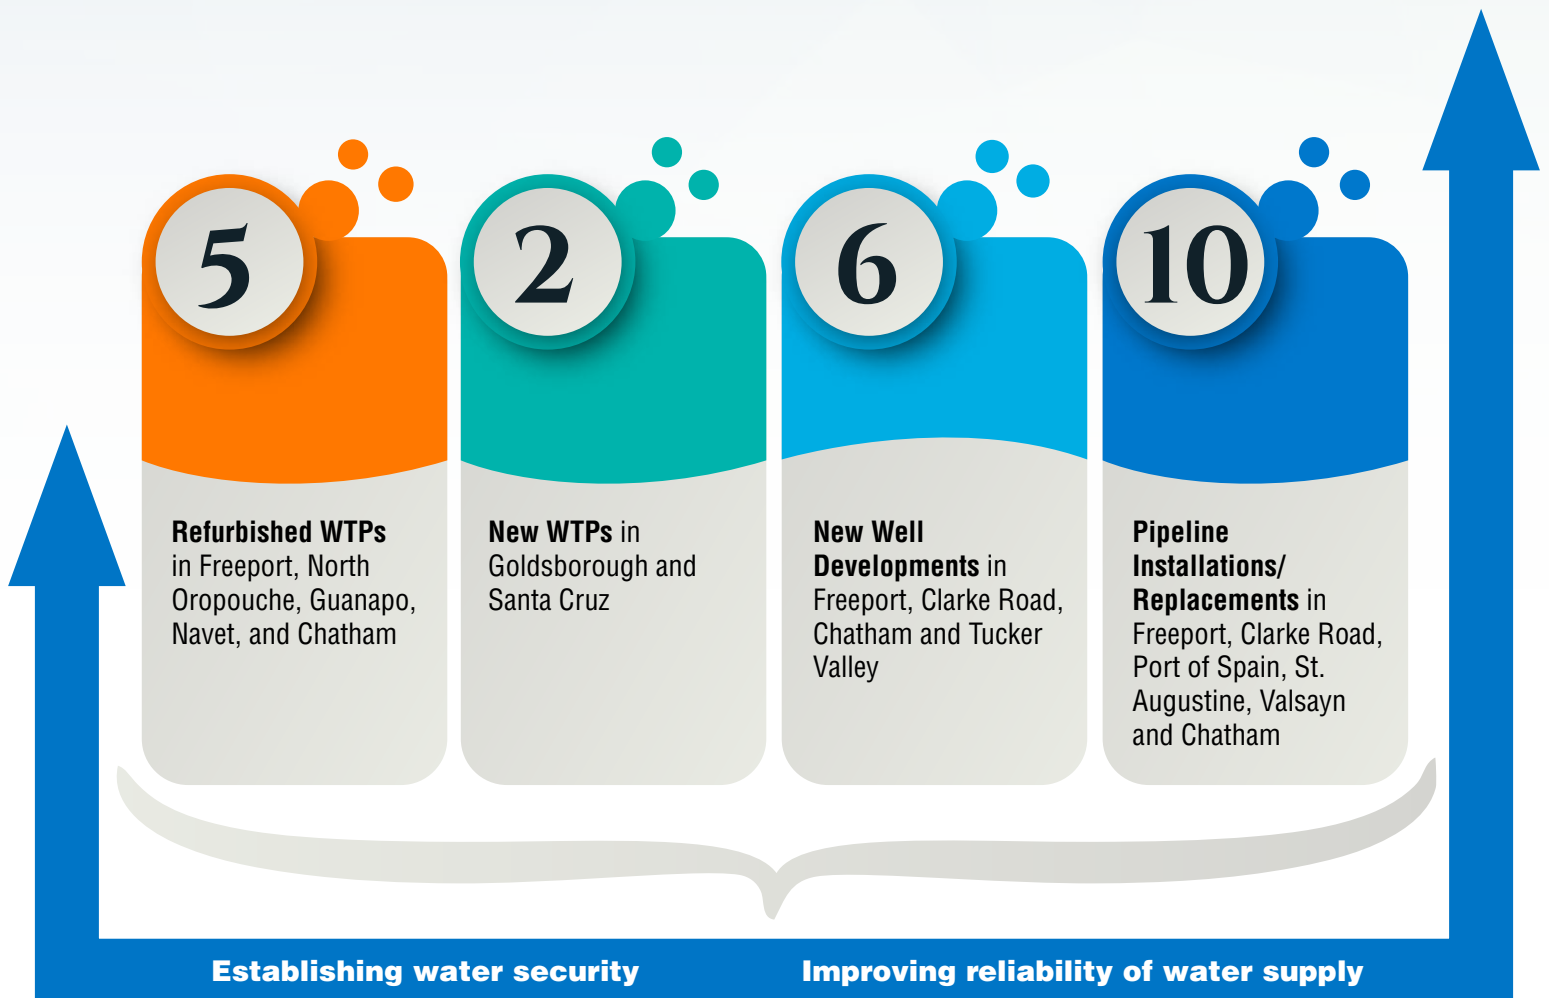 5
Refurbished WTPs
in Freeport, North
Oropouche, Guanapo,
Navet, and Chatham
2
New WTPs in
Goldsborough and
Santa Cruz
6
New Well
Developments in
Freeport, Clarke Road,
Chatham and Tucker
Valley
10
Pipeline
Installations/
Replacements in
Freeport, Clarke Road,
Port of Spain, St.
Augustine, Valsayn
and Chatham
Establishing water security
Improving reliability of water supply